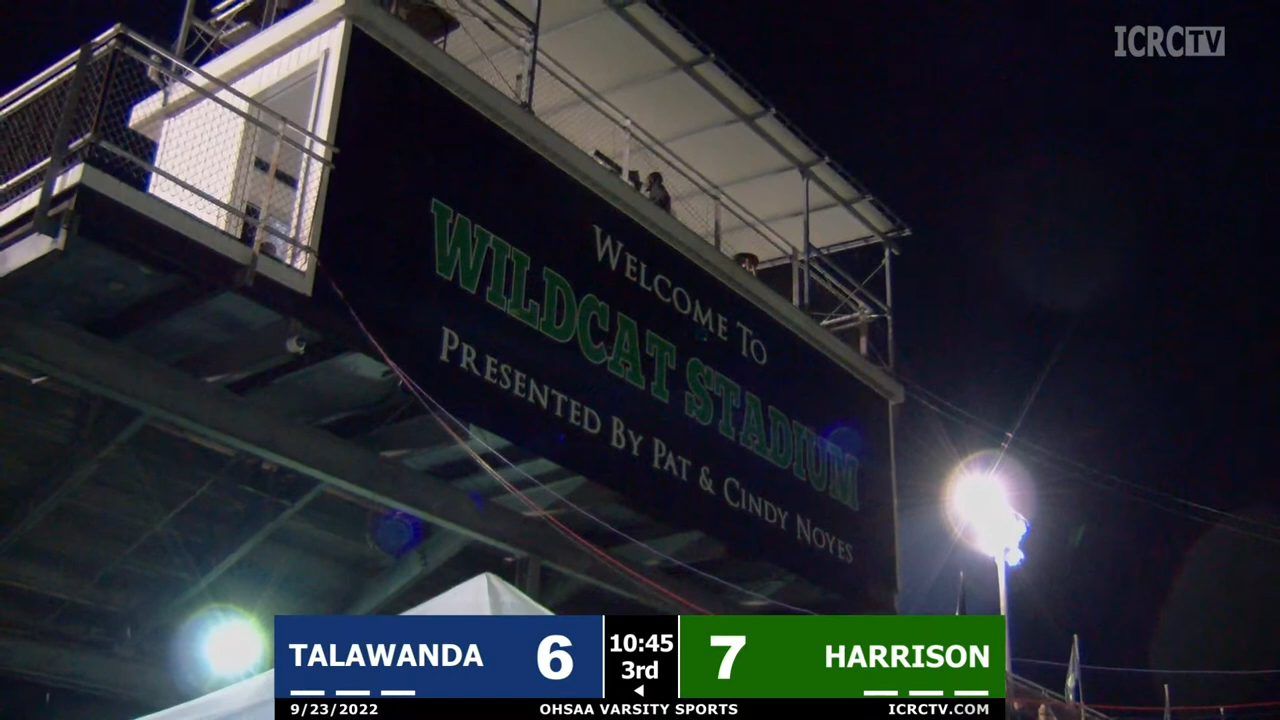 ICRCTV
WELCOME TO
WILDCAT STADIUM
PRESENTED BY PAT & CINDY NOYES
TALAWANDA 6 10:45 3rd 7 HARRISON
9/23/2022 OHSAA VARSITY SPORTS ICRCTV.COM